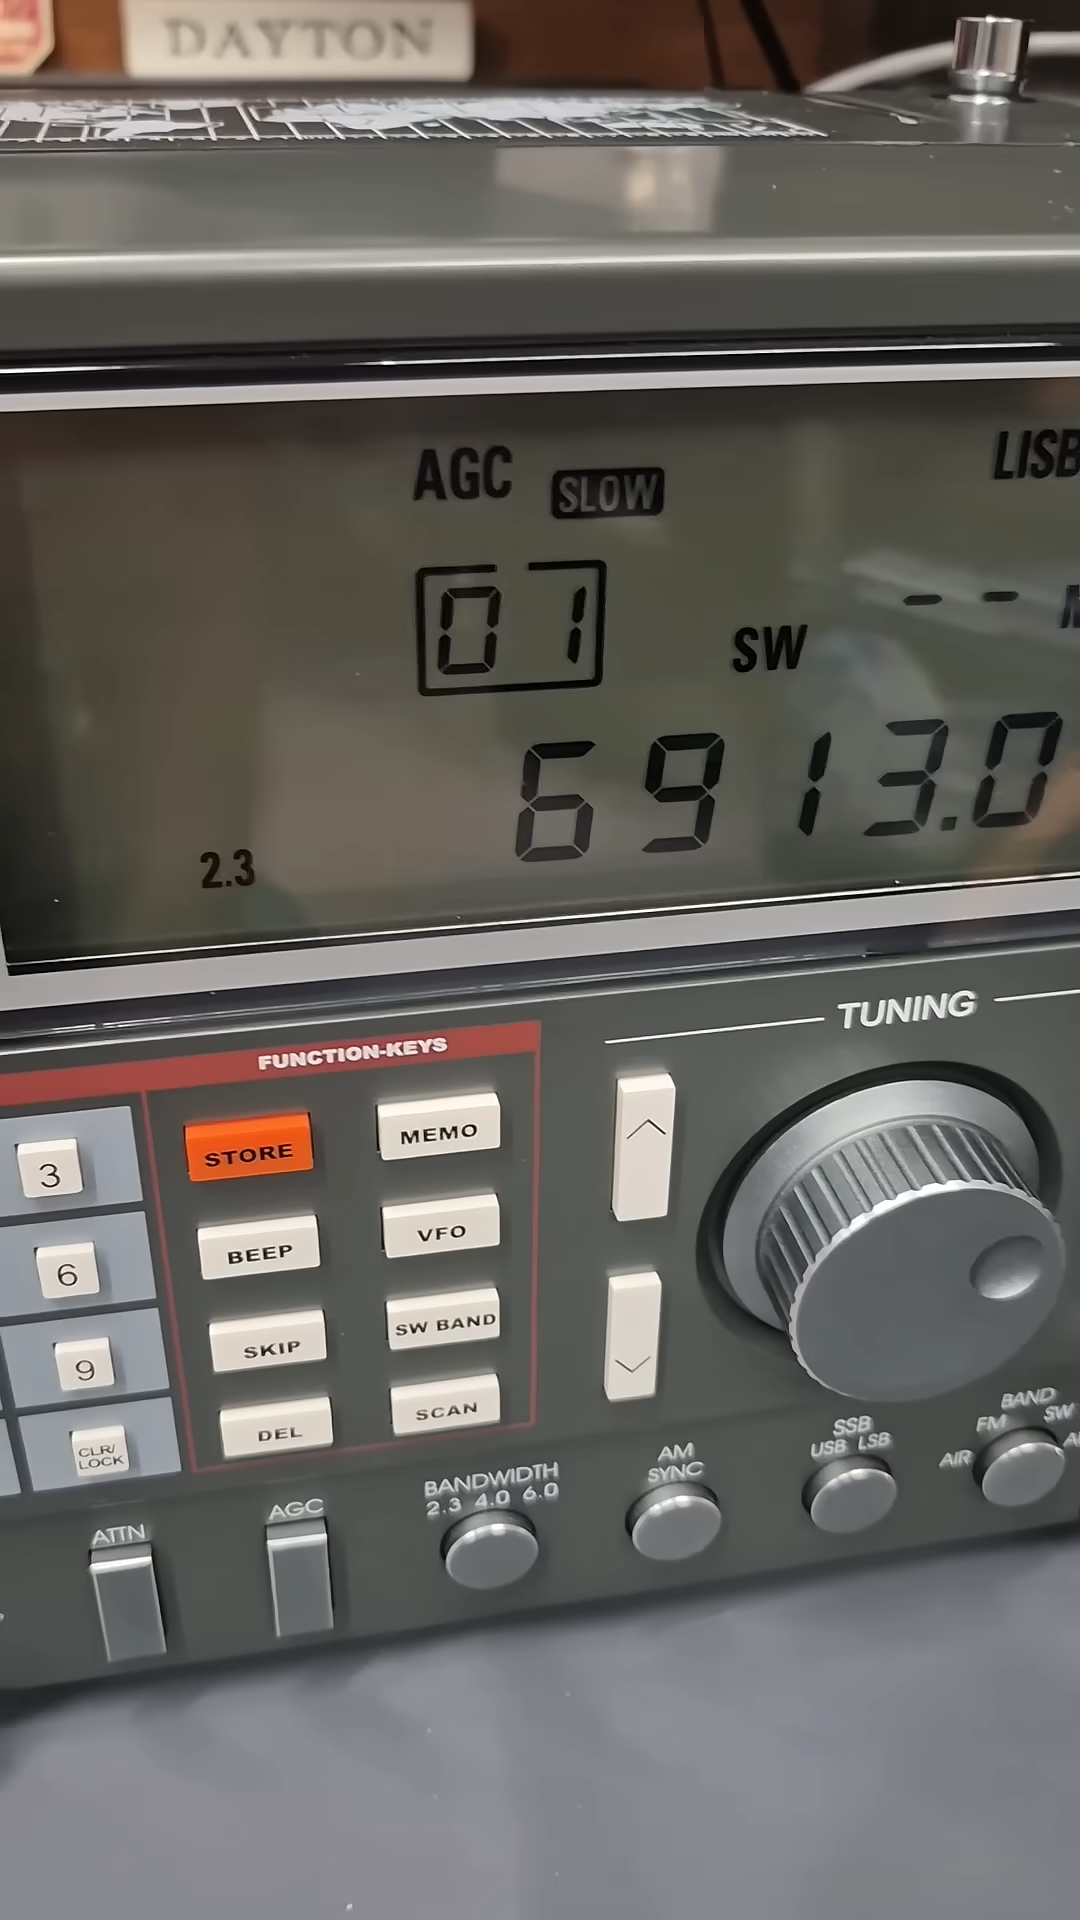 DAYTON
AGC SLOW
LISB
01
SW
-- 
6913.0
2.3
TUNING
FUNCTION-KEYS
3
STORE
MEMO
6
BEEP
VFO
9
SKIP
SW BAND
CLR/
LOCK
DEL
SCAN
ATTN
AGC
BANDWIDTH
2.3 4.0 6.0
AM
SYNC
SSB
USB LSB
BAND
AIR FM SW